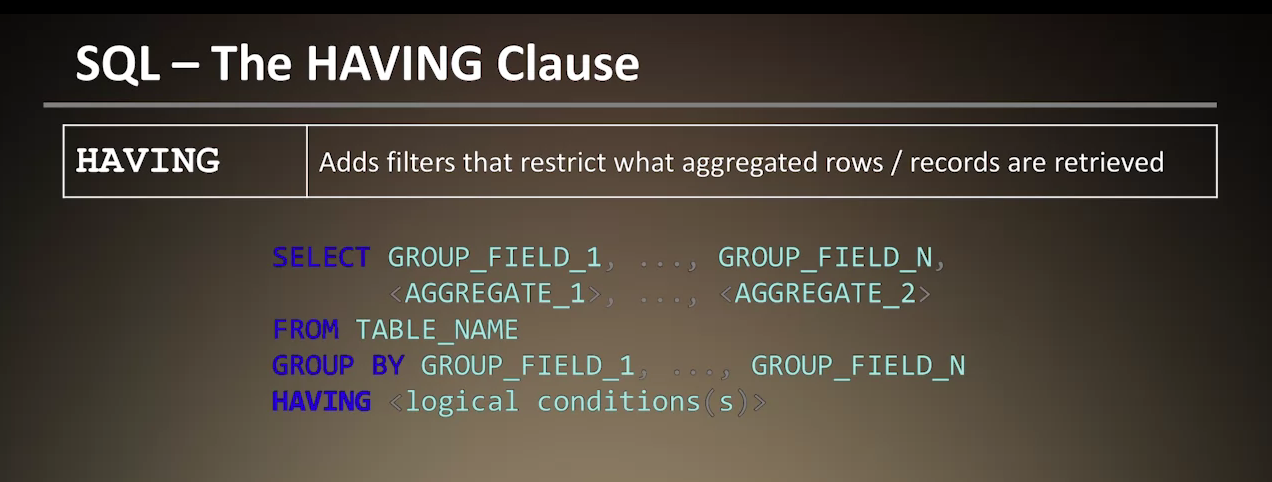 SQL – The HAVING Clause
HAVING
Adds filters that restrict what aggregated rows / records are retrieved
SELECT GROUP_FIELD_1, ..., GROUP_FIELD_N,
<AGGREGATE_1>, ..., <AGGREGATE_2>
FROM TABLE_NAME
GROUP BY GROUP_FIELD_1, ..., GROUP_FIELD_N
HAVING <logical conditions(s)>